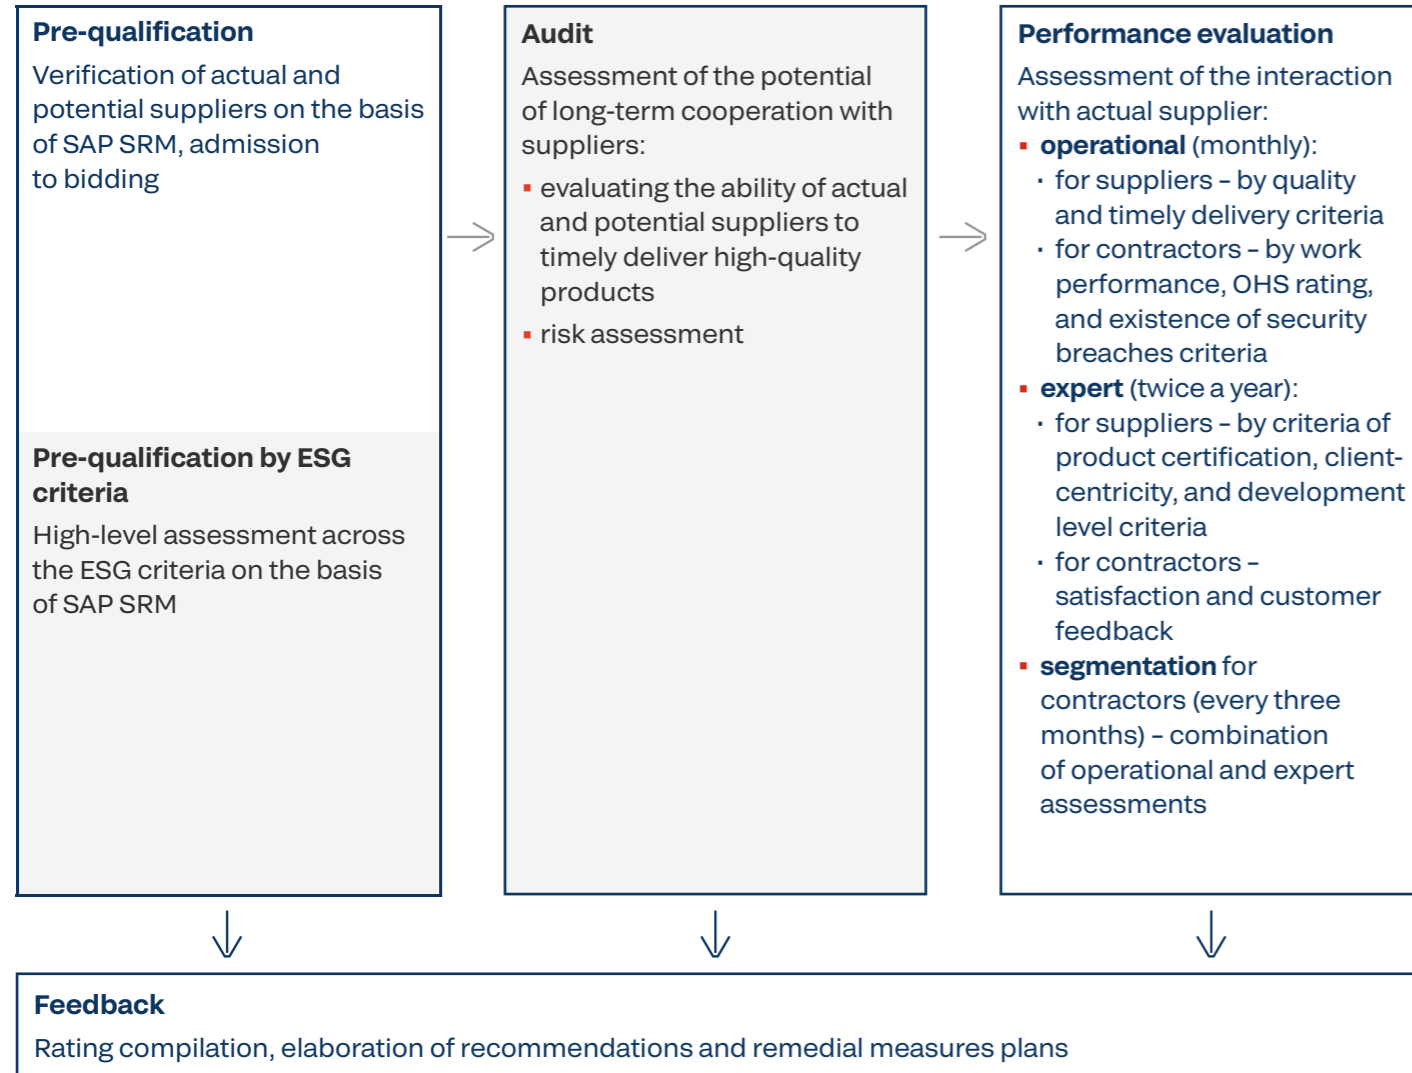 Pre-qualification
Verification of actual and
potential suppliers on the basis
of SAP SRM, admission
to bidding
Pre-qualification by ESG
criteria
High-level assessment across
the ESG criteria on the basis
of SAP SRM
Audit
Assessment of the potential
of long-term cooperation with
suppliers:
▪ evaluating the ability of actual
and potential suppliers to
timely deliver high-quality
products
▪ risk assessment
Performance evaluation
Assessment of the interaction
with actual supplier:
▪ operational (monthly):
· for suppliers – by quality
and timely delivery criteria
· for contractors – by work
performance, OHS rating,
and existence of security
breaches criteria
▪ expert (twice a year):
· for suppliers – by criteria of
product certification, client-
centricity, and development
level criteria
· for contractors –
satisfaction and customer
feedback
▪ segmentation for
contractors (every three
months) – combination
of operational and expert
assessments
Feedback
Rating compilation, elaboration of recommendations and remedial measures plans